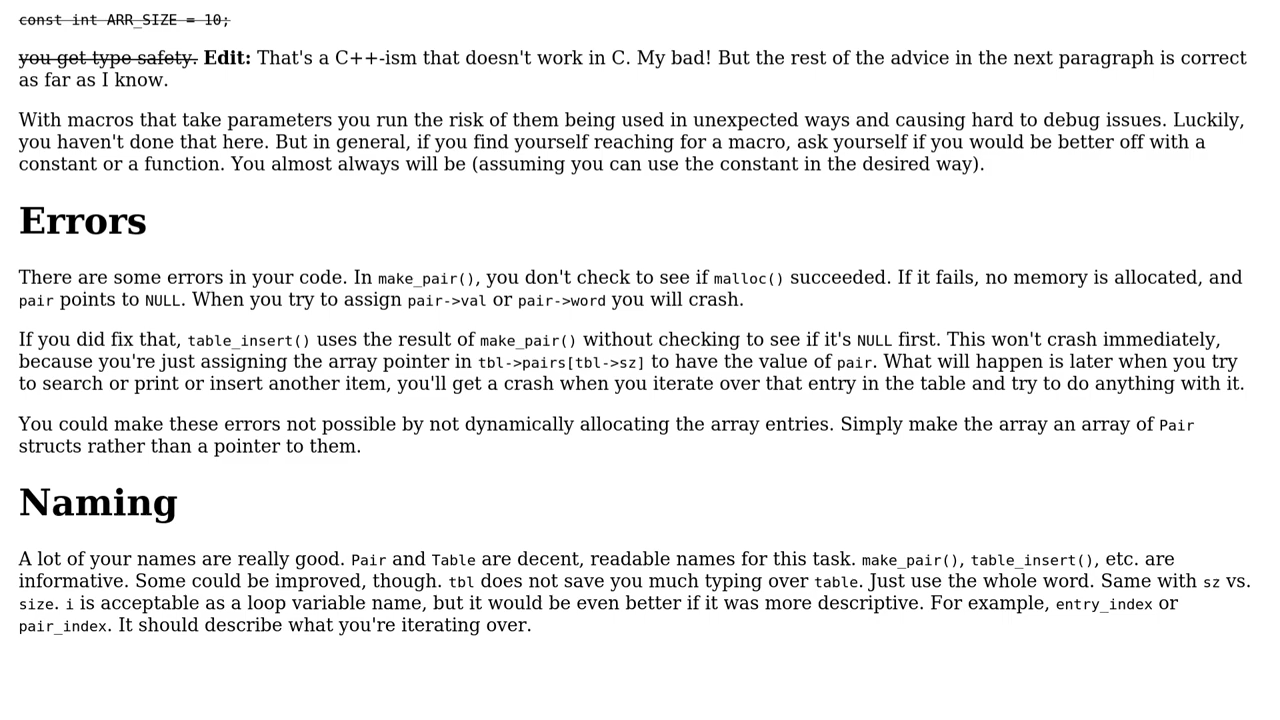 const int ARR_SIZE = 10;
you get type safety. Edit: That's a C++-ism that doesn't work in C. My bad! But the rest of the advice in the next paragraph is correct
as far as I know.
With macros that take parameters you run the risk of them being used in unexpected ways and causing hard to debug issues. Luckily,
you haven't done that here. But in general, if you find yourself reaching for a macro, ask yourself if you would be better off with a
constant or a function. You almost always will be (assuming you can use the constant in the desired way).
Errors
There are some errors in your code. In make_pair(), you don't check to see if malloc() succeeded. If it fails, no memory is allocated, and
pair points to NULL. When you try to assign pair->val or pair->word you will crash.
If you did fix that, table_insert() uses the result of make_pair() without checking to see if it's NULL first. This won't crash immediately,
because you're just assigning the array pointer in tbl->pairs[tbl->sz] to have the value of pair. What will happen is later when you try
to search or print or insert another item, you'll get a crash when you iterate over that entry in the table and try to do anything with it.
You could make these errors not possible by not dynamically allocating the array entries. Simply make the array an array of Pair
structs rather than a pointer to them.
Naming
A lot of your names are really good. Pair and Table are decent, readable names for this task. make_pair(), table_insert(), etc. are
informative. Some could be improved, though. tbl does not save you much typing over table. Just use the whole word. Same with sz vs.
size. i is acceptable as a loop variable name, but it would be even better if it was more descriptive. For example, entry_index or
pair_index. It should describe what you're iterating over.